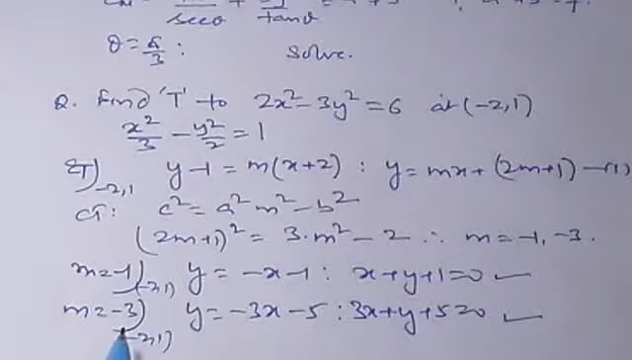 secθ tanθ
θ = π/3 : Solve.
Q. Find 'T' to 2x² - 3y² = 6 at (-2,1)
x²/3 - y²/2 = 1
y-1 = m(x+2) : y = mx + (2m+1) —(1)
CT: c² = a²m² - b²
(2m+1)² = 3·m² - 2 ∴ m = -1, -3.
m=-1) (-2,1) y = -x-1 : x+y+1=0
m=-3) (-2,1) y = -3x-5 : 3x+y+5=0